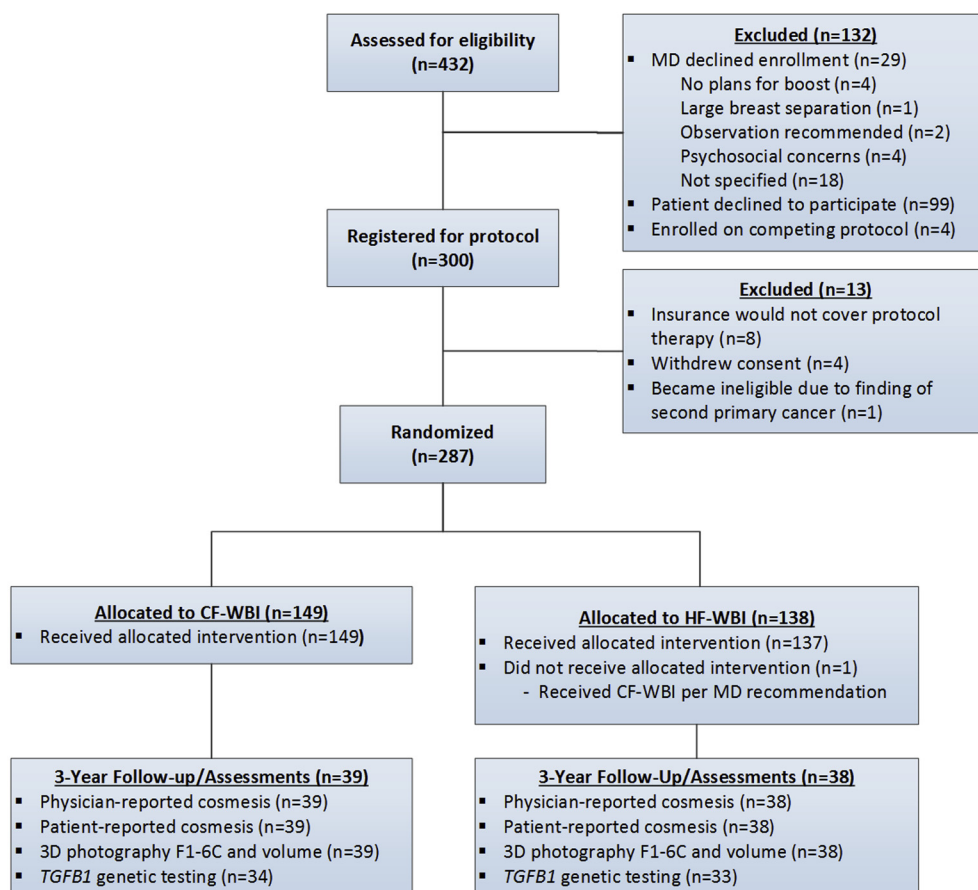 Assessed for eligibility
(n=432)
Excluded (n=132)
▪ MD declined enrollment (n=29)
No plans for boost (n=4)
Large breast separation (n=1)
Observation recommended (n=2)
Psychosocial concerns (n=4)
Not specified (n=18)
▪ Patient declined to participate (n=99)
▪ Enrolled on competing protocol (n=4)
Registered for protocol
(n=300)
Excluded (n=13)
▪ Insurance would not cover protocol
therapy (n=8)
▪ Withdrew consent (n=4)
▪ Became ineligible due to finding of
second primary cancer (n=1)
Randomized
(n=287)
Allocated to CF-WBI (n=149)
▪ Received allocated intervention (n=149)
Allocated to HF-WBI (n=138)
▪ Received allocated intervention (n=137)
▪ Did not receive allocated intervention (n=1)
- Received CF-WBI per MD recommendation
3-Year Follow-up/Assessments (n=39)
▪ Physician-reported cosmesis (n=39)
▪ Patient-reported cosmesis (n=39)
▪ 3D photography F1-6C and volume (n=39)
▪ TGFB1 genetic testing (n=34)
3-Year Follow-Up/Assessments (n=38)
▪ Physician-reported cosmesis (n=38)
▪ Patient-reported cosmesis (n=38)
▪ 3D photography F1-6C and volume (n=38)
▪ TGFB1 genetic testing (n=33)